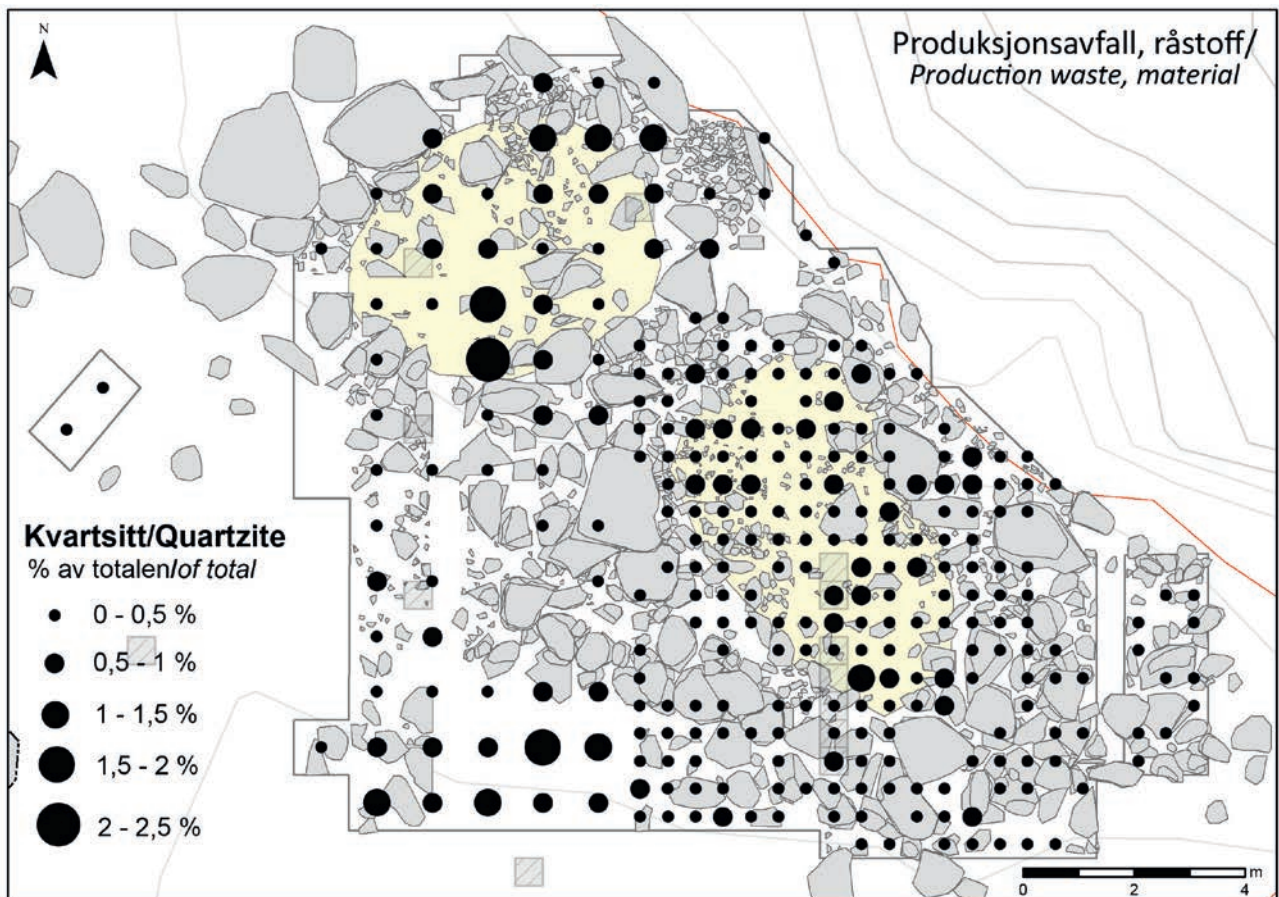 N
Produksjonsavfall, råstoff/
Production waste, material
Kvartsitt/Quartzite
% av totalen/of total
0 - 0,5 %
0,5 - 1 %
1 - 1,5 %
1,5 - 2 %
2 - 2,5 %
m
0 2 4